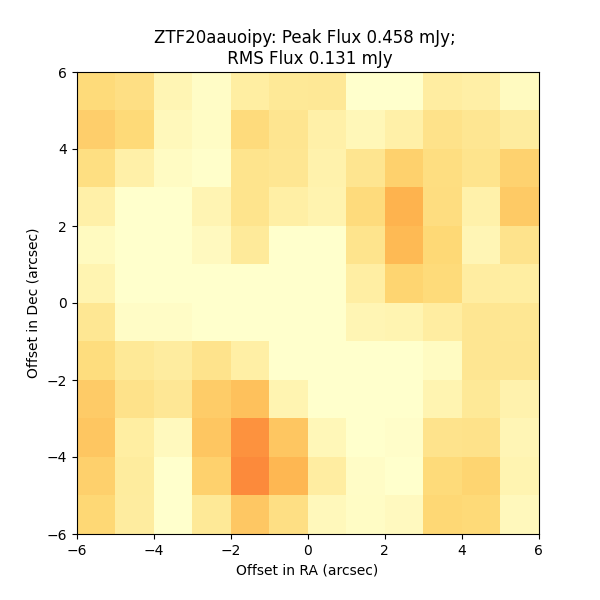 ZTF20aauoipy: Peak Flux 0.458 mJy;
RMS Flux 0.131 mJy
6
4
2
0
−2
−4
−6
Offset in Dec (arcsec)
−6 −4 −2 0 2 4 6
Offset in RA (arcsec)